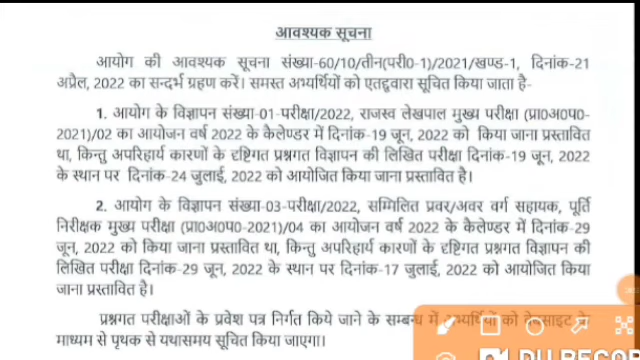 आवश्यक सूचना
आयोग की आवश्यक सूचना संख्या-60/10/तीन(परी0-1)/2021/खण्ड-1, दिनांक-21
अप्रैल, 2022 का सन्दर्भ ग्रहण करें। समस्त अभ्यर्थियों को एतद्द्वारा सूचित किया जाता है-
1. आयोग के विज्ञापन संख्या-01-परीक्षा/2022, राजस्व लेखपाल मुख्य परीक्षा (प्रा0अ0प0-
2021)/02 का आयोजन वर्ष 2022 के कैलेण्डर में दिनांक-19 जून, 2022 को किया जाना प्रस्तावित
था, किन्तु अपरिहार्य कारणों के दृष्टिगत प्रश्नगत विज्ञापन की लिखित परीक्षा दिनांक-19 जून, 2022
के स्थान पर दिनांक-24 जुलाई, 2022 को आयोजित किया जाना प्रस्तावित है।
2. आयोग के विज्ञापन संख्या-03-परीक्षा/2022, सम्मिलित प्रवर/अवर वर्ग सहायक, पूर्ति
निरीक्षक मुख्य परीक्षा (प्रा0अ0प0-2021)/04 का आयोजन वर्ष 2022 के कैलेण्डर में दिनांक-29
जून, 2022 को किया जाना प्रस्तावित था, किन्तु अपरिहार्य कारणों के दृष्टिगत प्रश्नगत विज्ञापन की
लिखित परीक्षा दिनांक-29 जून, 2022 के स्थान पर दिनांक-17 जुलाई, 2022 को आयोजित किया
जाना प्रस्तावित है।
प्रश्नगत परीक्षाओं के प्रवेश पत्र निर्गत किये जाने के सम्बन्ध में अभ्यर्थियों को वेबसाइट के
माध्यम से पृथक से यथासमय सूचित किया जाएगा।